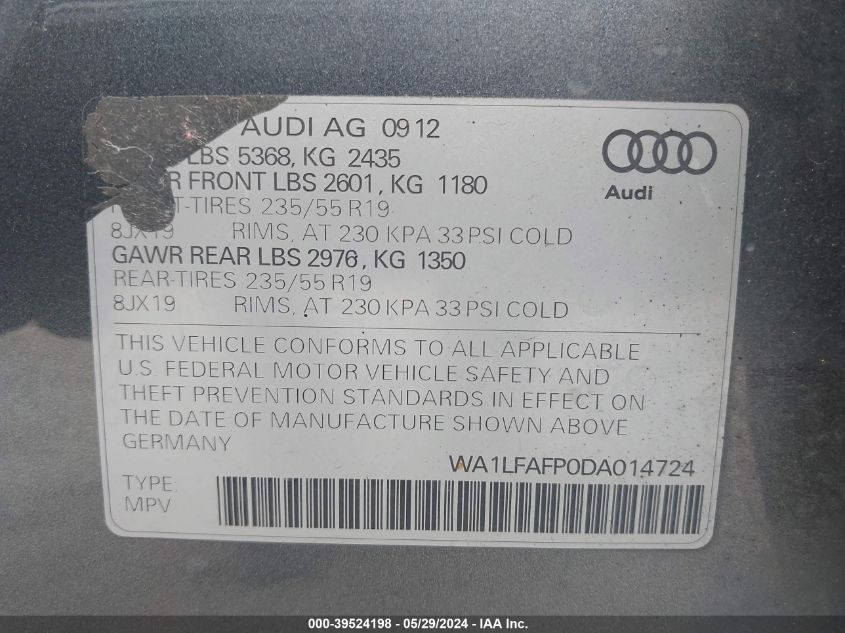 AUDI AG 09 12
LBS 5368, KG 2435
R FRONT LBS 2601, KG 1180
T-TIRES 235/55 R19
8JX19 RIMS, AT 230 KPA 33 PSI COLD
GAWR REAR LBS 2976, KG 1350
REAR-TIRES 235/55 R19
8JX19 RIMS, AT 230 KPA 33 PSI COLD
Audi
THIS VEHICLE CONFORMS TO ALL APPLICABLE
U.S. FEDERAL MOTOR VEHICLE SAFETY AND
THEFT PREVENTION STANDARDS IN EFFECT ON
THE DATE OF MANUFACTURE SHOWN ABOVE.
GERMANY
WA1LFAFP0DA014724
TYPE:
MPV
000-39524198 - 05/29/2024 - WA - IAA Inc.